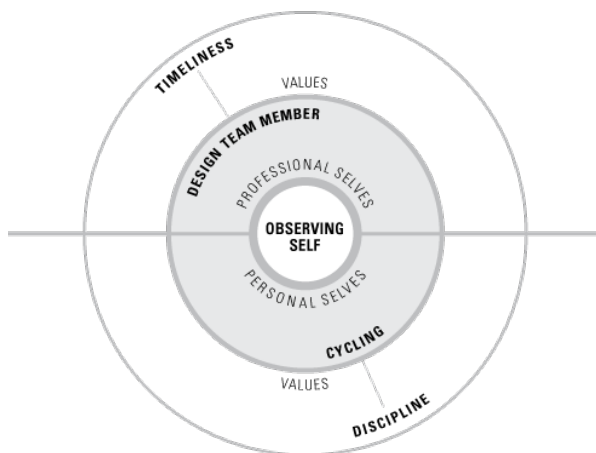 TIMELINESS
VALUES
DESIGN TEAM MEMBER
PROFESSIONAL SELVES
OBSERVING
SELF
PERSONAL SELVES
CYCLING
VALUES
DISCIPLINE